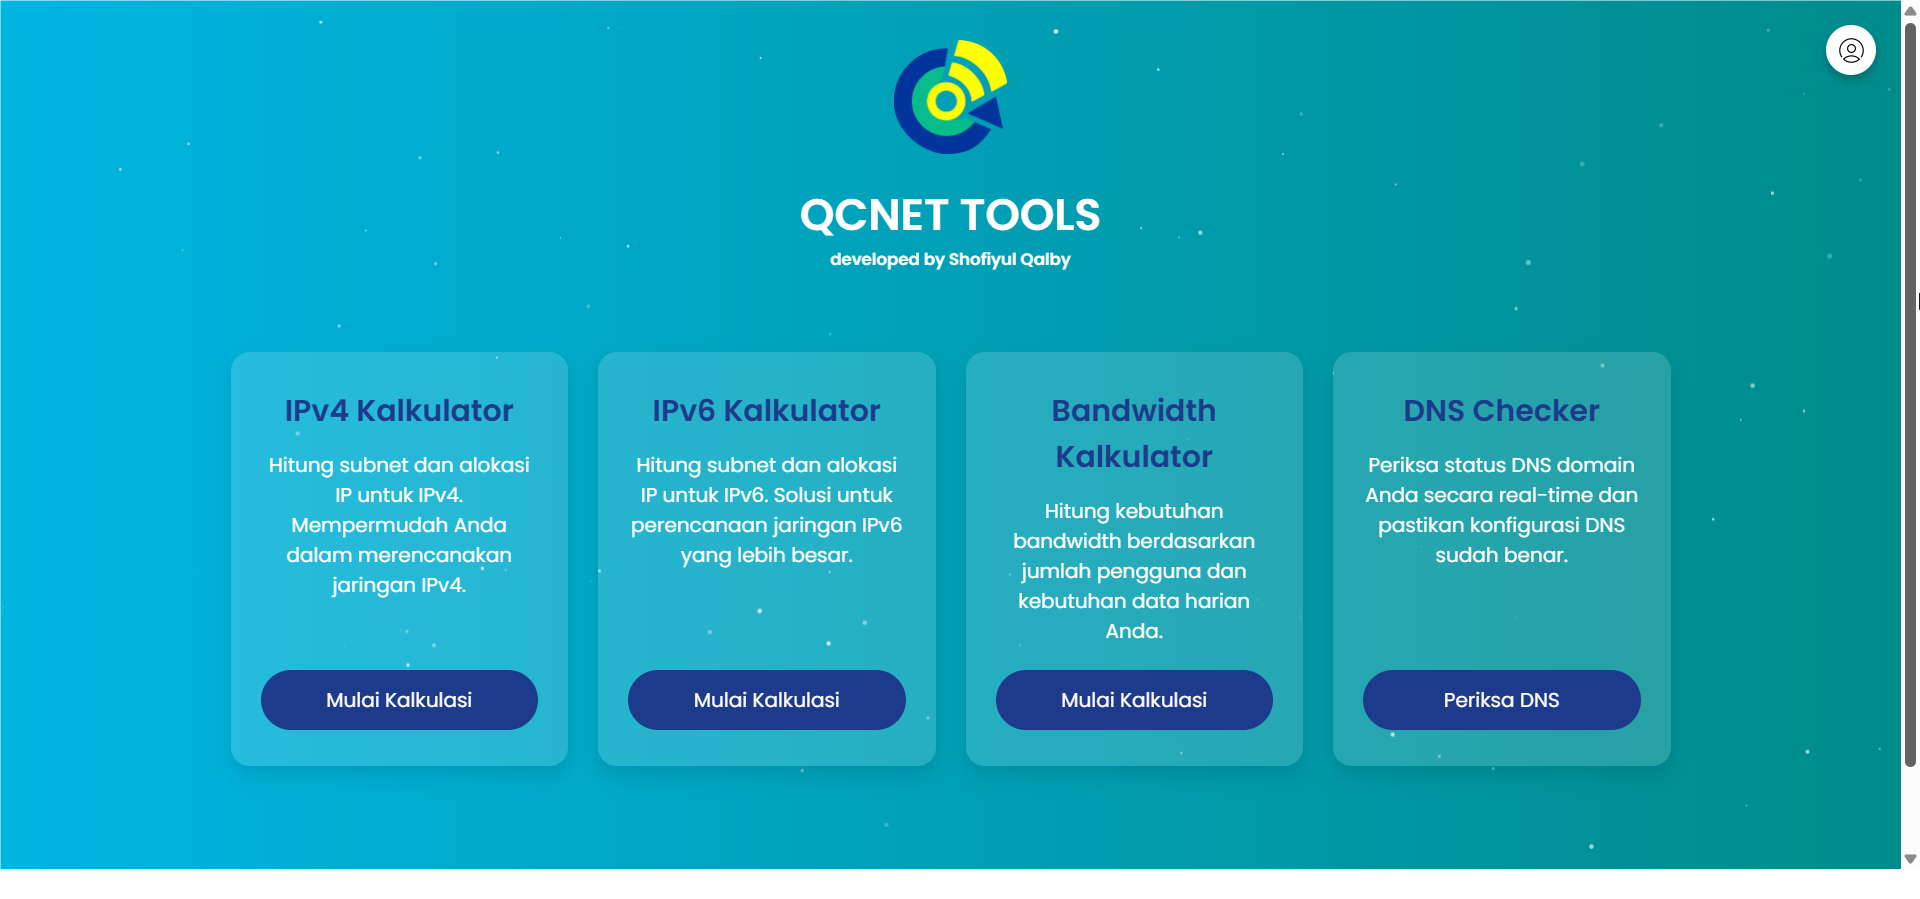 QCNET TOOLS
developed by Shofiyul Qalby
IPv4 Kalkulator
Hitung subnet dan alokasi
IP untuk IPv4.
Mempermudah Anda
dalam merencanakan
jaringan IPv4.
Mulai Kalkulasi
IPv6 Kalkulator
Hitung subnet dan alokasi
IP untuk IPv6. Solusi untuk
perencanaan jaringan IPv6
yang lebih besar.
Mulai Kalkulasi
Bandwidth
Kalkulator
Hitung kebutuhan
bandwidth berdasarkan
jumlah pengguna dan
kebutuhan data harian
Anda.
Mulai Kalkulasi
DNS Checker
Periksa status DNS domain
Anda secara real-time dan
pastikan konfigurasi DNS
sudah benar.
Periksa DNS